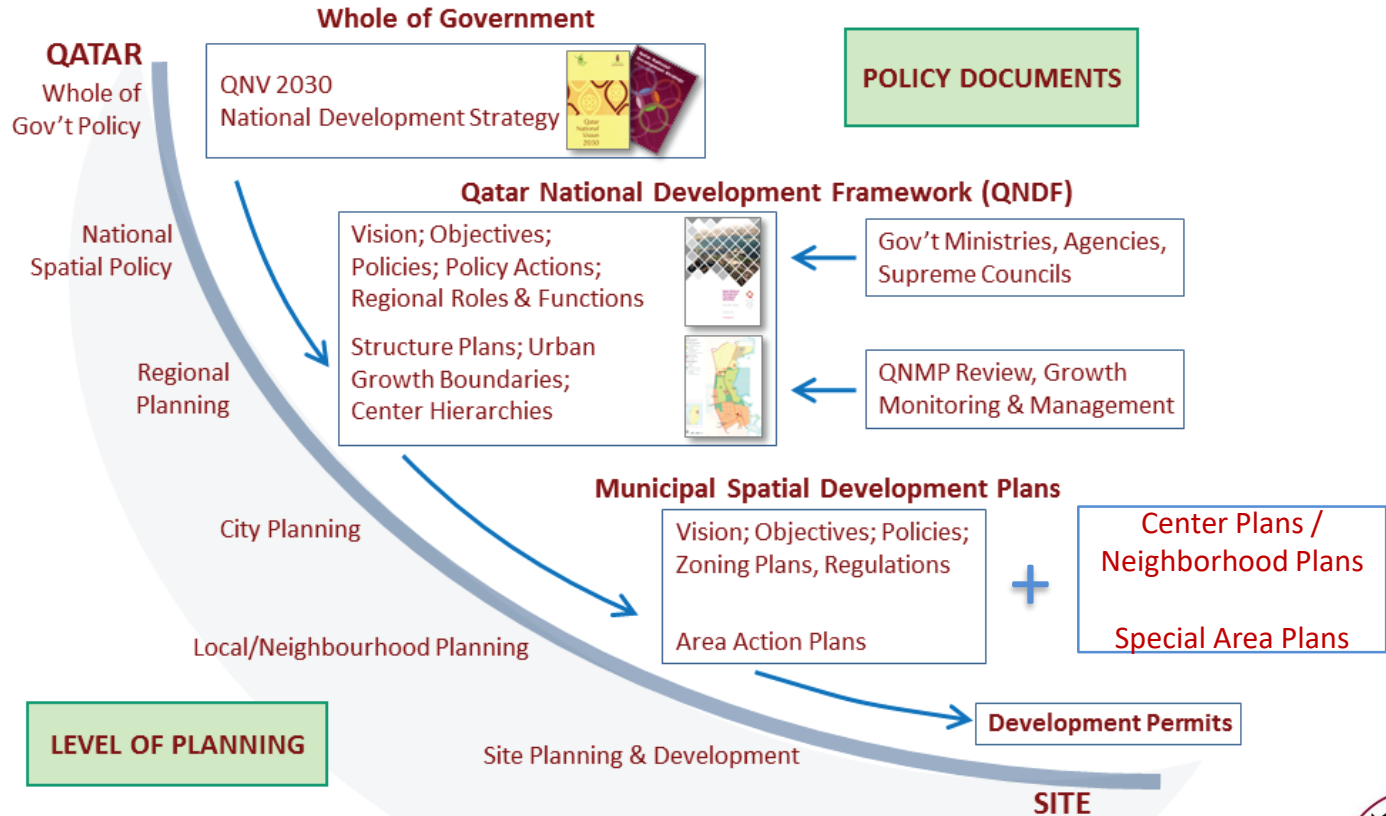 Whole of Government
QATAR
Whole of
Gov't Policy
QNV 2030
National Development Strategy
Qatar
National
Vision
2030
POLICY DOCUMENTS
Qatar National Development Framework (QNDF)
National
Spatial Policy
Vision; Objectives;
Policies; Policy Actions;
Regional Roles & Functions
Gov't Ministries, Agencies,
Supreme Councils
Regional
Planning
Structure Plans; Urban
Growth Boundaries;
Center Hierarchies
QNMP Review, Growth
Monitoring & Management
Municipal Spatial Development Plans
City Planning
Vision; Objectives; Policies;
Zoning Plans, Regulations
Area Action Plans
+
Center Plans /
Neighborhood Plans
Special Area Plans
Local/Neighbourhood Planning
Development Permits
LEVEL OF PLANNING
Site Planning & Development
SITE